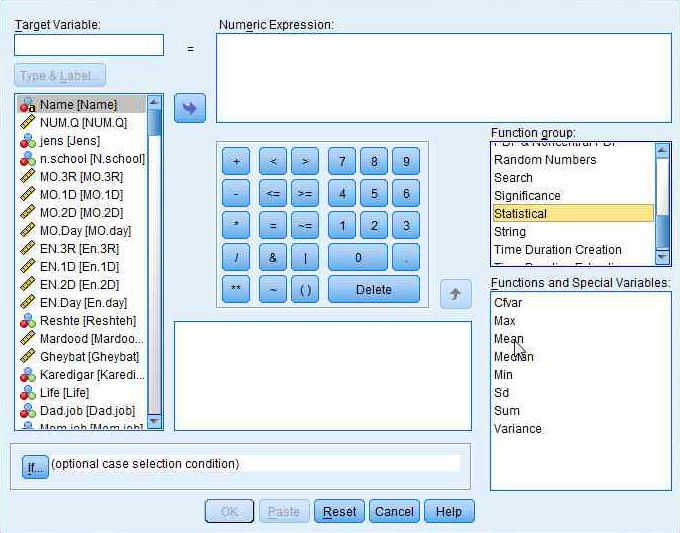 Target Variable:
=
Numeric Expression:
Type & Label...
Name [Name]
NUM.Q [NUM.Q]
jens [Jens]
n.school [N.school]
MO.3R [MO.3R]
MO.1D [MO.1D]
MO.2D [MO.2D]
MO.Day [MO.day]
EN.3R [En.3R]
EN.1D [En.1D]
EN.2D [En.2D]
EN.Day [En.day]
Reshte [Reshteh]
Mardood [Mardoo...
Gheybat [Gheybat]
Karedigar [Karedi...
Life [Life]
Dad.job [Dad.job]
Mom.job [Mom.job]
+ < > 7 8 9
- <= >= 4 5 6
* = ~= 1 2 3
/ & | 0 .
** ~ ( ) Delete
Function group:
PDF & Noncentral PDF
Random Numbers
Search
Significance
Statistical
String
Time Duration Creation
Functions and Special Variables:
Cfvar
Max
Mean
Median
Min
Sd
Sum
Variance
If... (optional case selection condition)
OK Paste Reset Cancel Help